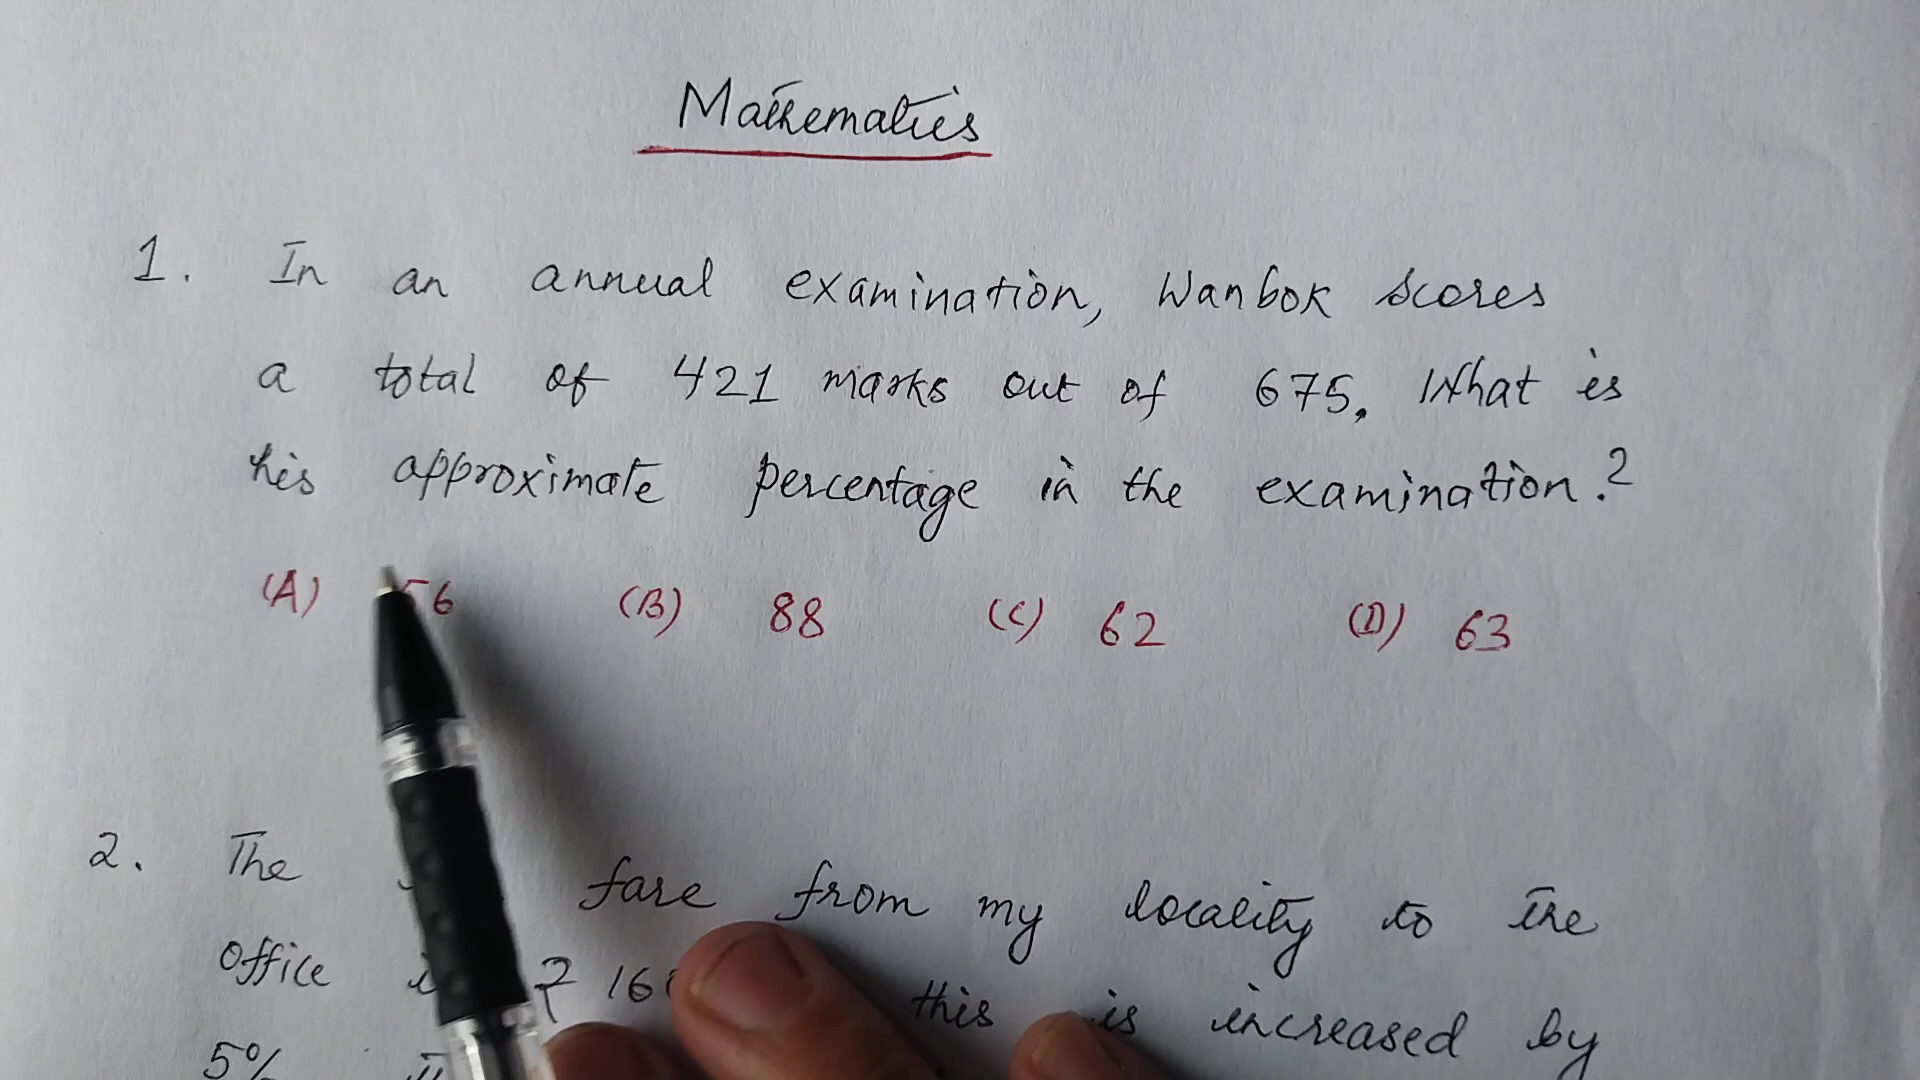 Mathematics
1. In an annual examination, Wanbok scores
a total of 421 marks out of 675. What is
his approximate percentage in the examination.?
(A) 56 (B) 88 (C) 62 (D) 63
2. The fare from my locality to the
office ₹ this is increased by
5%